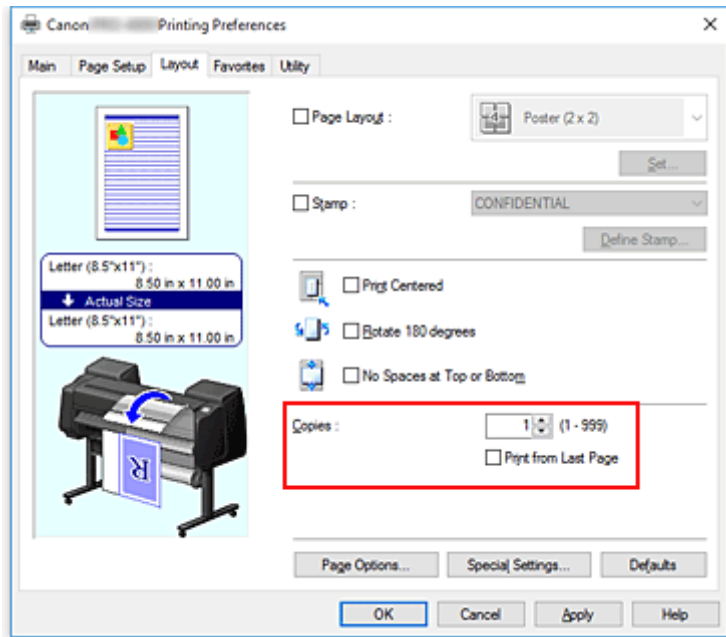 Canon Printing Preferences
Main Page Setup Layout Favorites Utility
Page Layout :
4
Poster (2 x 2)
Set...
Stamp :
CONFIDENTIAL
Define Stamp...
Letter (8.5"x11") :
8.50 in x 11.00 in
Actual Size
Letter (8.5"x11") :
8.50 in x 11.00 in
Print Centered
Rotate 180 degrees
No Spaces at Top or Bottom
R
Copies :
1 (1 - 999)
Print from Last Page
Page Options... Special Settings... Defaults
OK Cancel Apply Help